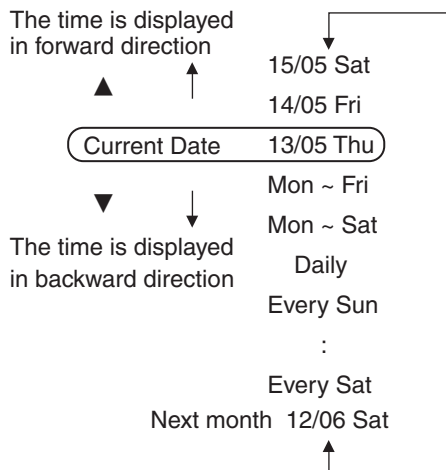 The time is displayed
in forward direction
▲
15/05 Sat
14/05 Fri
Current Date 13/05 Thu
Mon ~ Fri
▼
Mon ~ Sat
The time is displayed
in backward direction
Daily
Every Sun
:
Every Sat
Next month 12/06 Sat